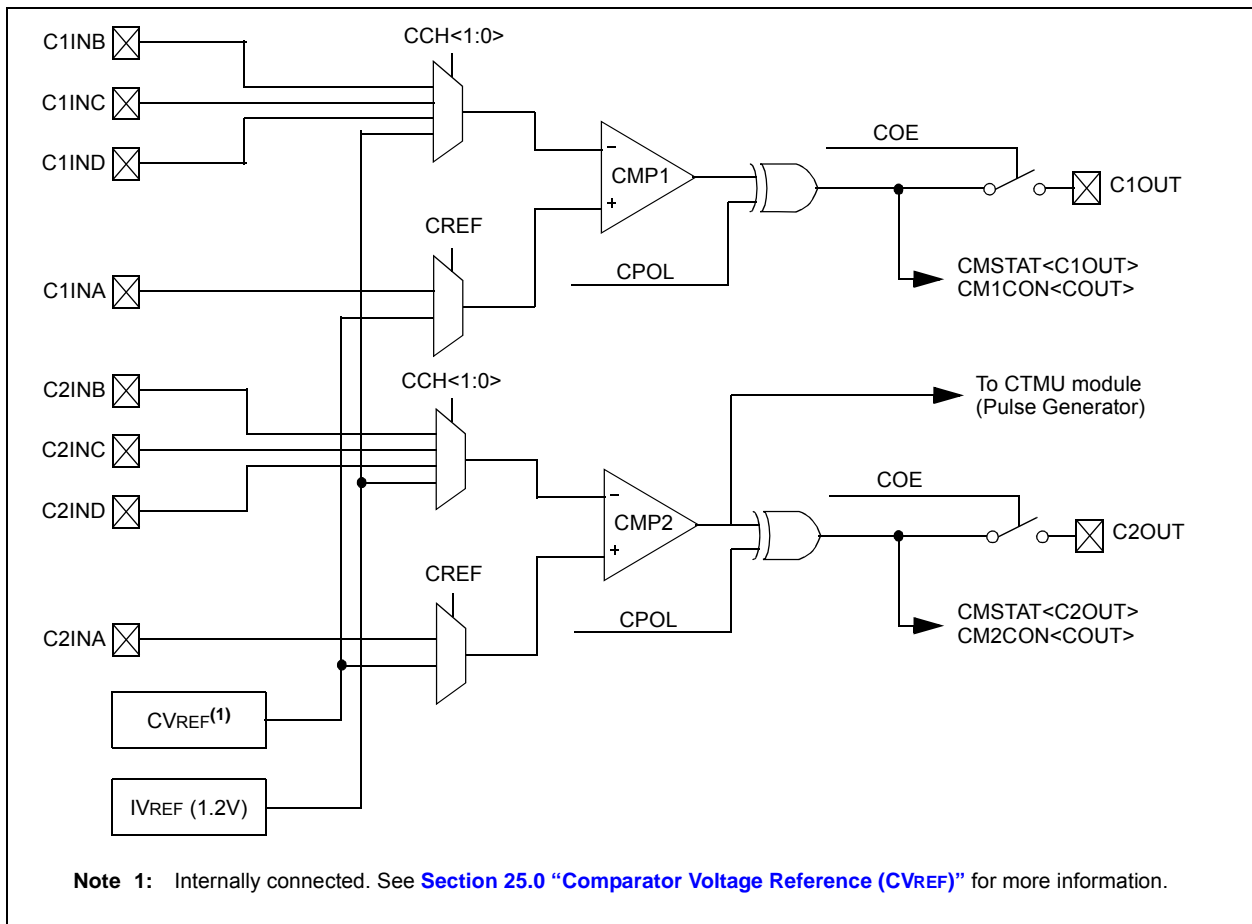 C1INB
CCH<1:0>
C1INC
C1IND
COE
CMP1
C1OUT
CREF
CPOL
C1INA
CMSTAT<C1OUT>
CM1CON<COUT>
CCH<1:0>
C2INB
To CTMU module
(Pulse Generator)
C2INC
C2IND
COE
CMP2
C2OUT
CREF
CPOL
C2INA
CMSTAT<C2OUT>
CM2CON<COUT>
CVREF(1)
IVREF (1.2V)
Note 1: Internally connected. See Section 25.0 “Comparator Voltage Reference (CVREF)” for more information.